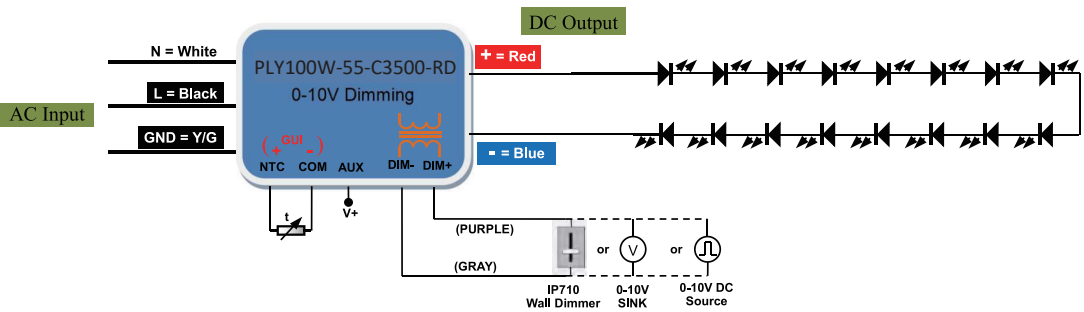 DC Output
N = White
+ = Red
PLY100W-55-C3500-RD
L = Black
0-10V Dimming
AC Input
GND = Y/G
(+ GUI -)
- = Blue
NTC COM AUX DIM- DIM+
t
V+
(PURPLE)
or V or
(GRAY)
IP710
Wall Dimmer
0-10V
SINK
0-10V DC
Source